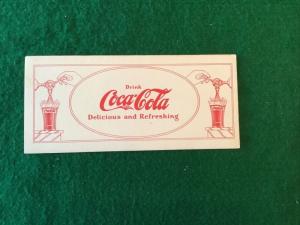 Drink
Coca-Cola
Delicious and Refreshing